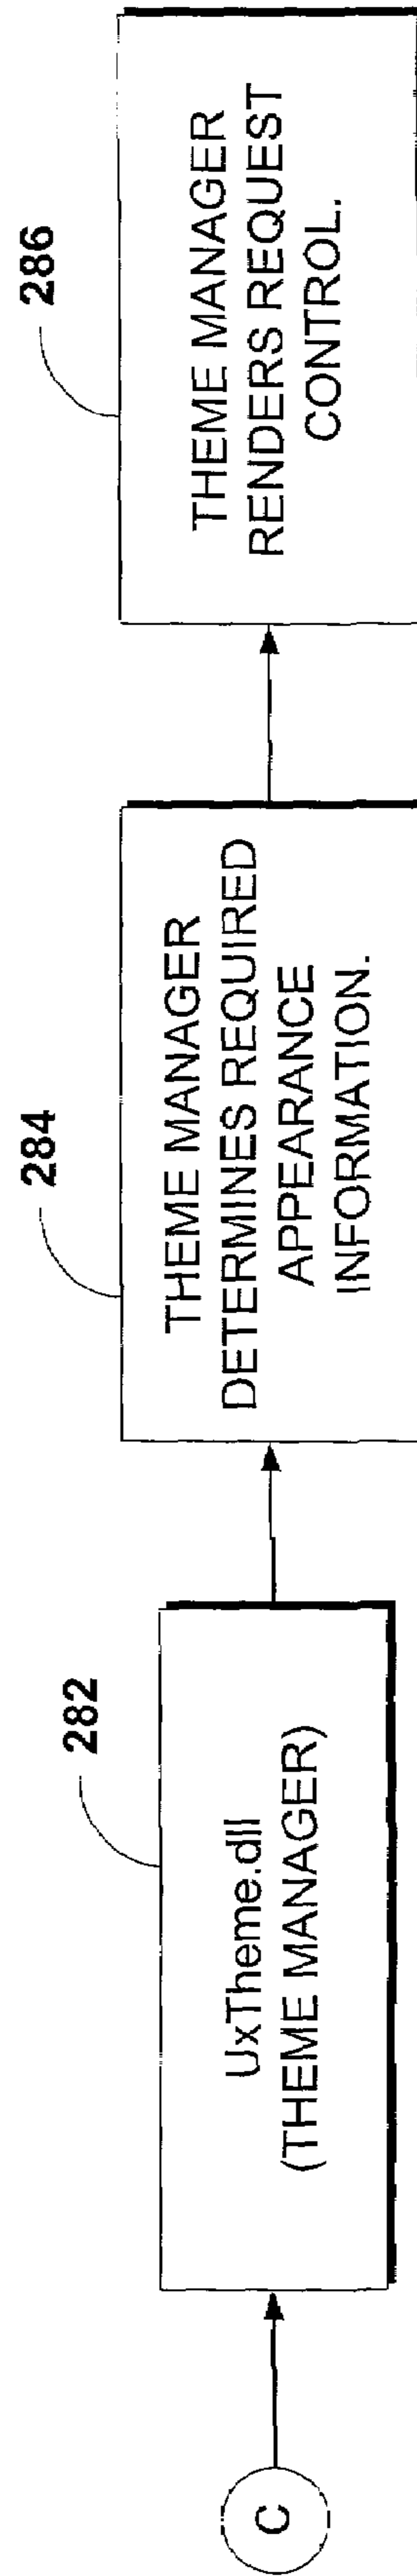 C
282
UxTheme.dll
(THEME MANAGER)
284
THEME MANAGER
DETERMINES REQUIRED
APPEARANCE
INFORMATION.
286
THEME MANAGER
RENDERS REQUEST
CONTROL.